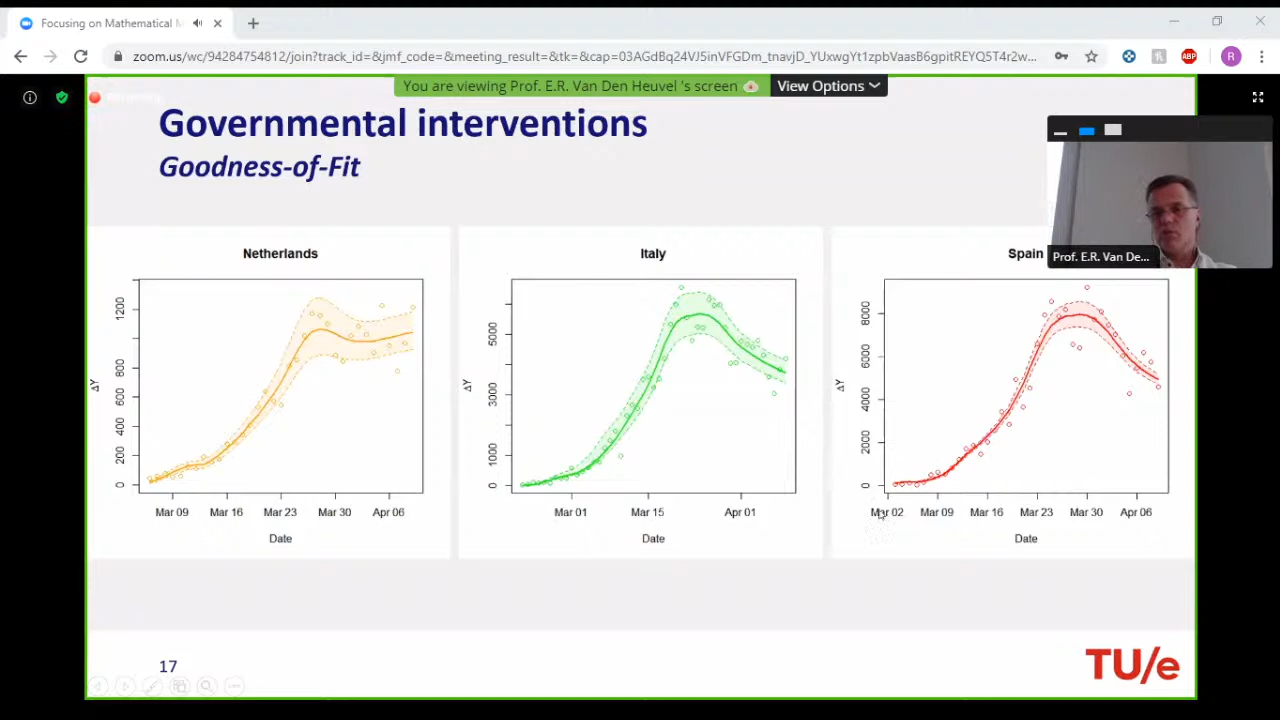 Focusing on Mathematical M
zoom.us/wc/94284754812/join?track_id=&jmf_code=&meeting_result=&tk=&cap=03AGdBq24VJ5inVFGDm_tnavjD_YUxwgYt1zpbVaasB6gpitREYQ5T4r2w...
ABP
R
You are viewing Prof. E.R. Van Den Heuvel 's screen
View Options
Governmental interventions
Goodness-of-Fit
Prof. E.R. Van De...
Netherlands
Italy
Spain
ΔY
0
200
400
600
800
1200
Mar 09
Mar 16
Mar 23
Mar 30
Apr 06
Date
ΔY
0
1000
3000
5000
Mar 01
Mar 15
Apr 01
Date
ΔY
0
2000
4000
6000
8000
Mar 02
Mar 09
Mar 16
Mar 23
Mar 30
Apr 06
Date
17
TU/e